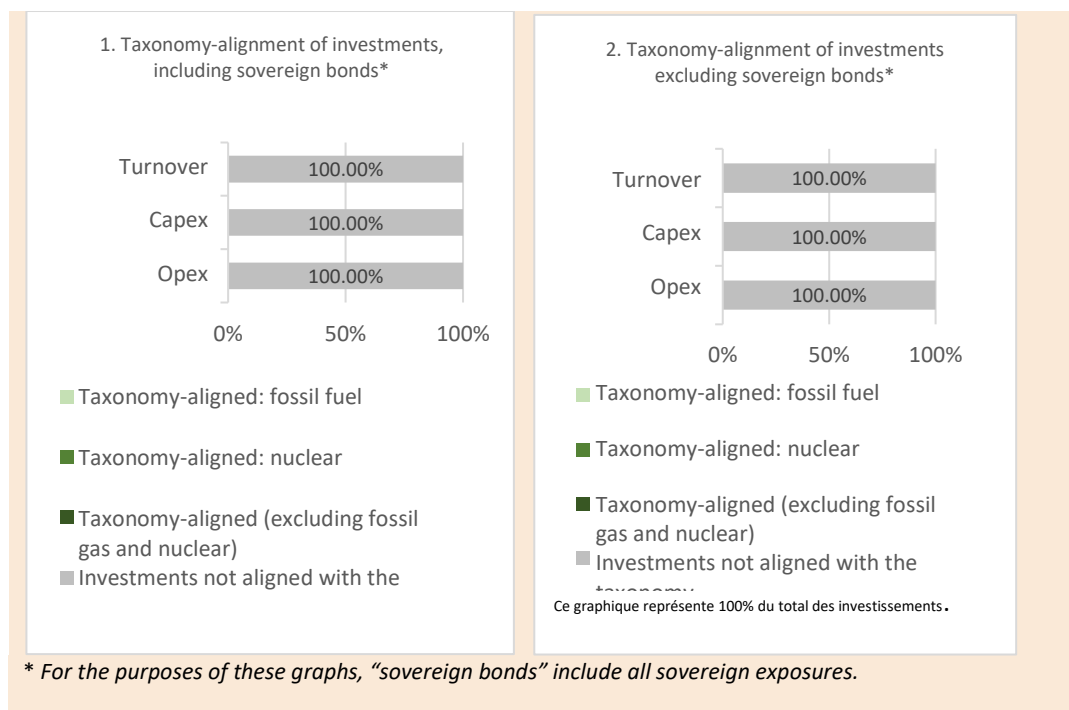 1. Taxonomy-alignment of investments,
including sovereign bonds*
Turnover
100.00%
Capex
100.00%
Opex
100.00%
0%
50%
100%
Taxonomy-aligned: fossil fuel
Taxonomy-aligned: nuclear
Taxonomy-aligned (excluding fossil
gas and nuclear)
Investments not aligned with the
2. Taxonomy-alignment of investments
excluding sovereign bonds*
Turnover
100.00%
Capex
100.00%
Opex
100.00%
0%
50%
100%
Taxonomy-aligned: fossil fuel
Taxonomy-aligned: nuclear
Taxonomy-aligned (excluding fossil
gas and nuclear)
Investments not aligned with the
Ce graphique représente 100% du total des investissements.
* For the purposes of these graphs, “sovereign bonds” include all sovereign exposures.